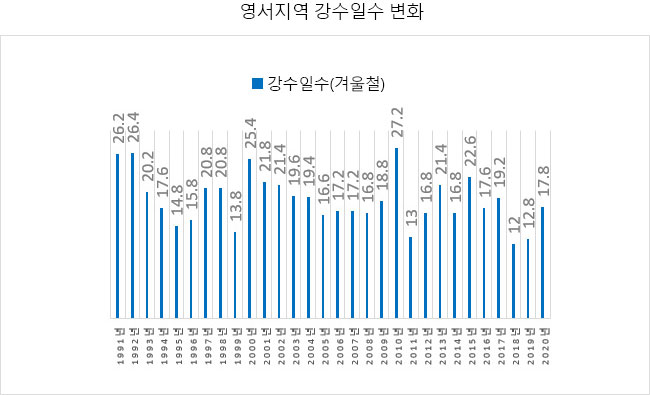 영서지역 강수일수 변화
강수일수(겨울철)
26.2
26.4
20.2
17.6
14.8
15.8
20.8
20.8
13.8
25.4
21.8
21.4
19.6
19.4
16.6
17.2
17.2
16.8
18.8
27.2
13
16.8
21.4
16.8
22.6
17.6
19.2
12
12.8
17.8
1991년
1992년
1993년
1994년
1995년
1996년
1997년
1998년
1999년
2000년
2001년
2002년
2003년
2004년
2005년
2006년
2007년
2008년
2009년
2010년
2011년
2012년
2013년
2014년
2015년
2016년
2017년
2018년
2019년
2020년